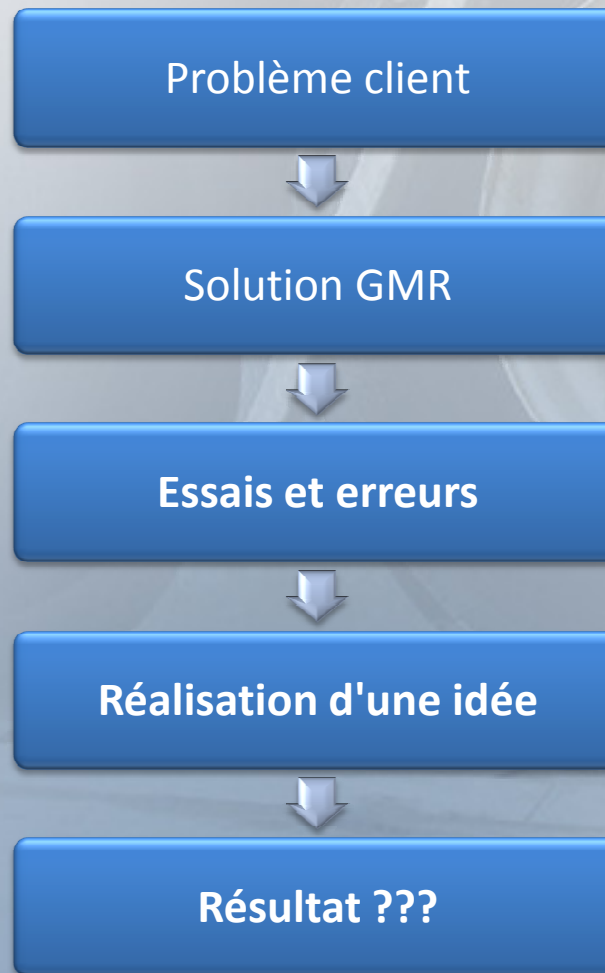 Problème client
Solution GMR
Essais et erreurs
Réalisation d'une idée
Résultat ???